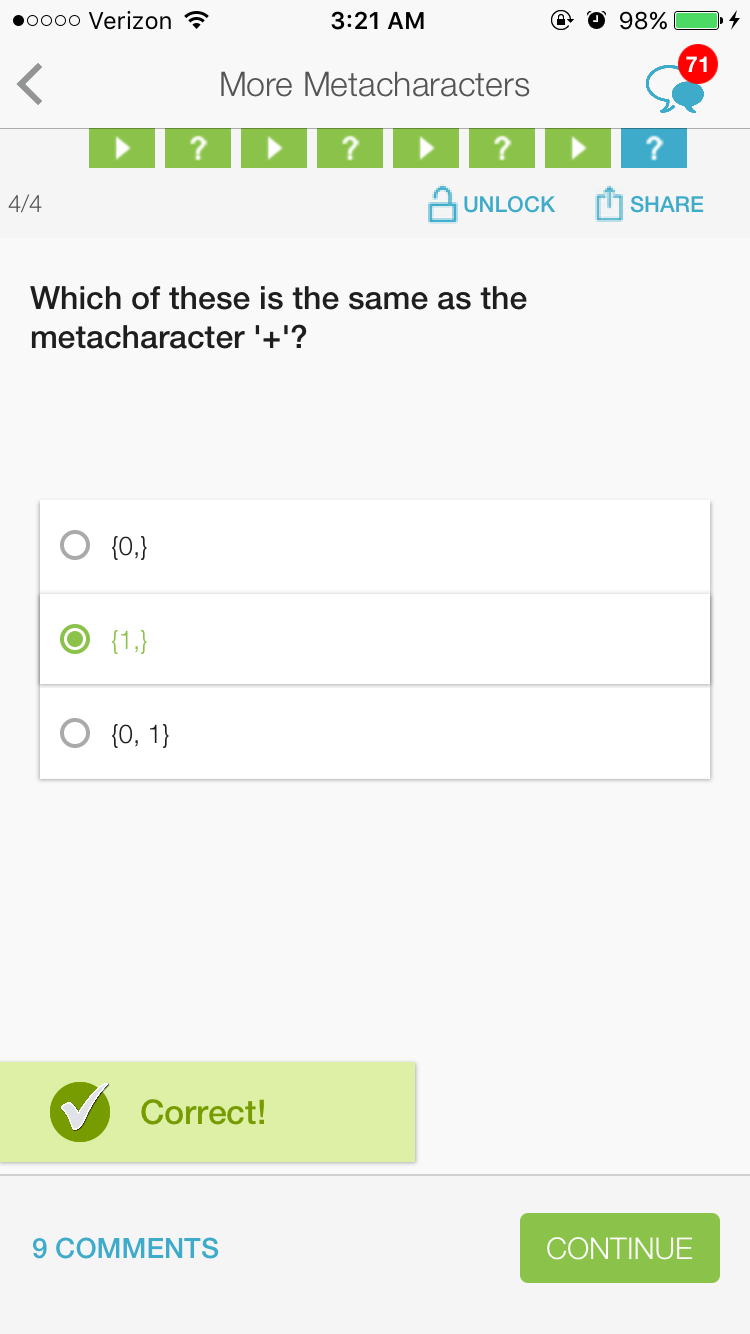 Verizon 3:21 AM 98%
More Metacharacters 71
? ? ? ?
4/4 UNLOCK SHARE
Which of these is the same as the
metacharacter '+'?
{0,}
{1,}
{0, 1}
Correct!
9 COMMENTS CONTINUE